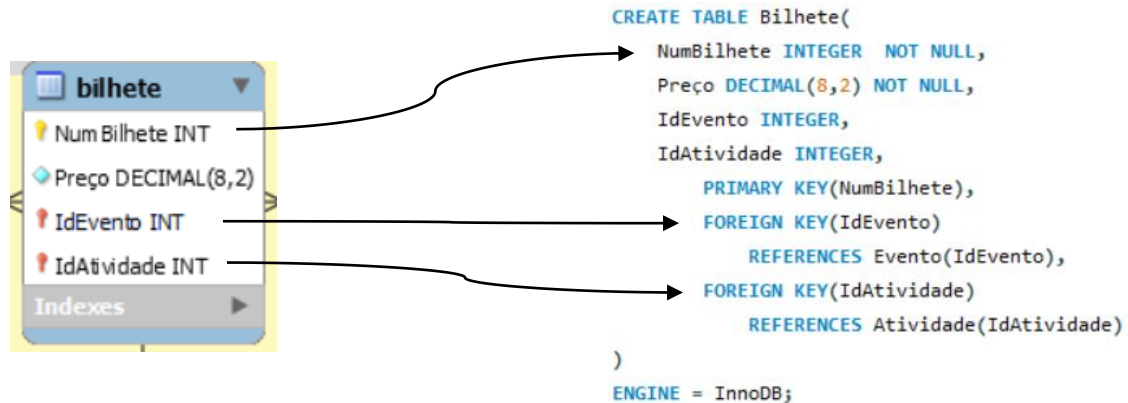 bilhete
Num Bilhete INT
Preço DECIMAL(8,2)
IdEvento INT
IdAtividade INT
Indexes
CREATE TABLE Bilhete(
NumBilhete INTEGER NOT NULL,
Preço DECIMAL(8,2) NOT NULL,
IdEvento INTEGER,
IdAtividade INTEGER,
PRIMARY KEY(NumBilhete),
FOREIGN KEY(IdEvento)
REFERENCES Evento(IdEvento),
FOREIGN KEY(IdAtividade)
REFERENCES Atividade(IdAtividade)
)
ENGINE = InnoDB;